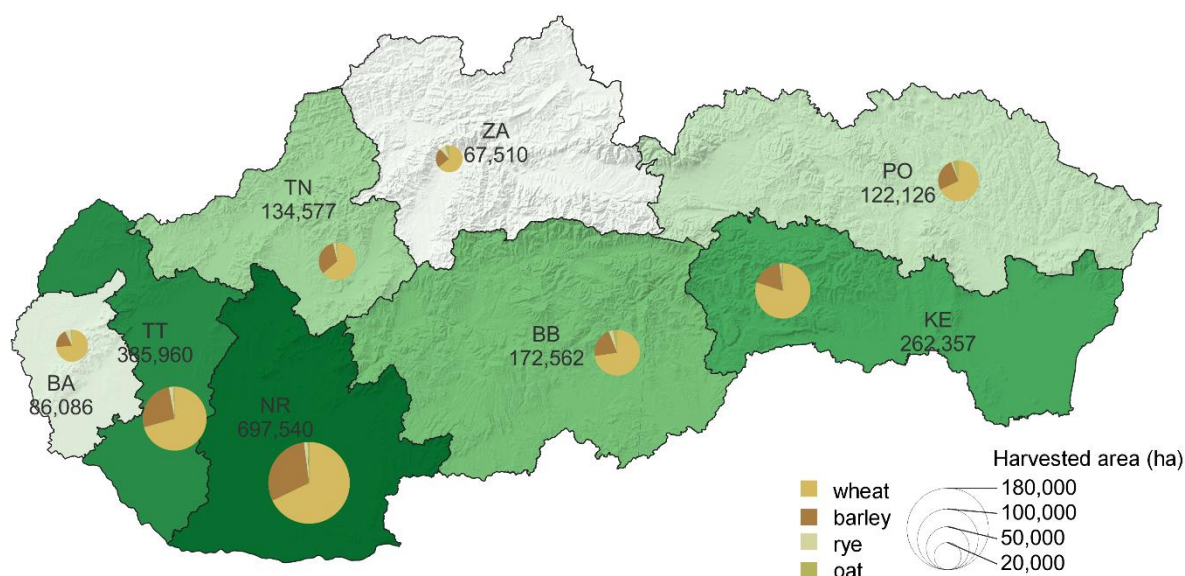 ZA
67,510
PO
122,126
TN
134,577
TT
385,960
BB
172,562
KE
262,357
BA
86,086
NR
697,540
Harvested area (ha)
wheat
barley
rye
oat
180,000
100,000
50,000
20,000